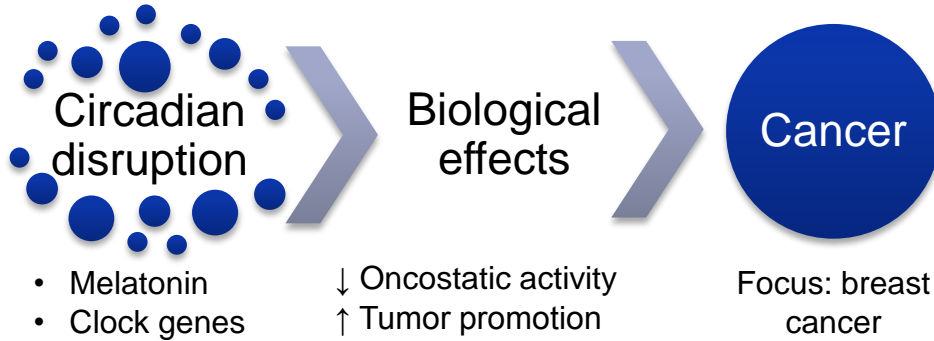 Circadian
disruption
Biological
effects
Cancer
• Melatonin
• Clock genes
↓ Oncostatic activity
↑ Tumor promotion
Focus: breast
cancer